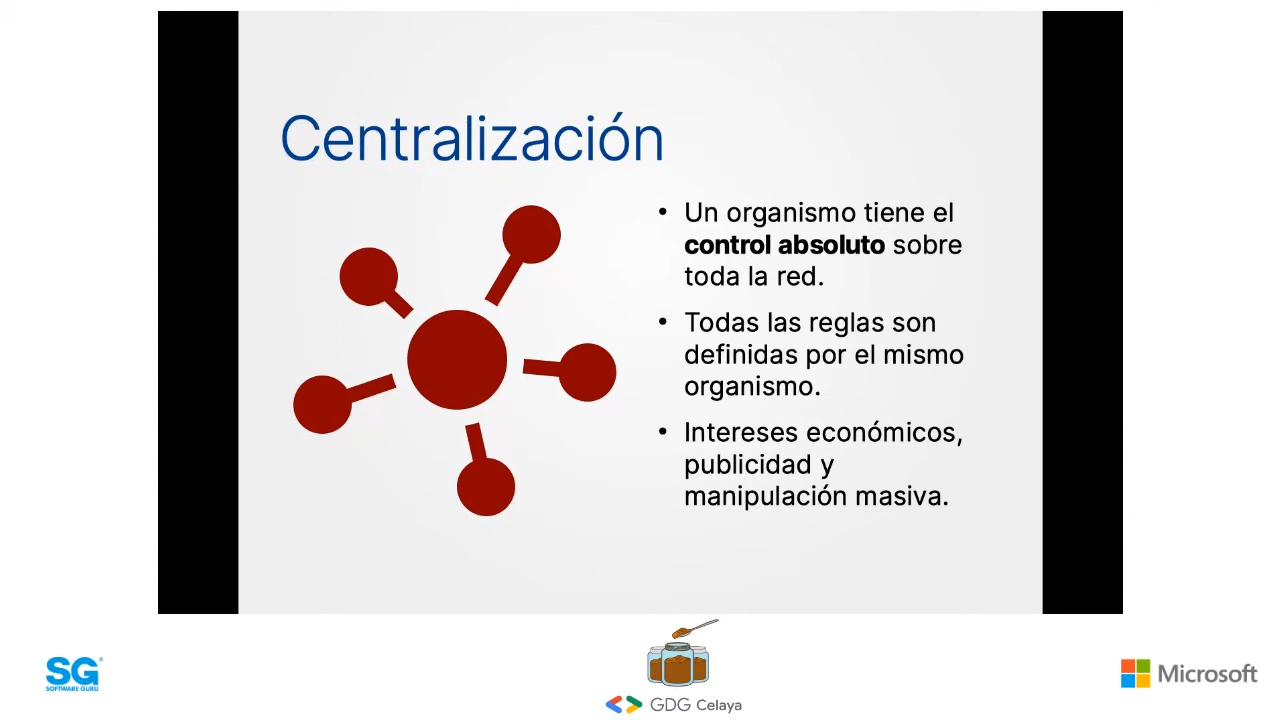 Centralización
• Un organismo tiene el
control absoluto sobre
toda la red.
• Todas las reglas son
definidas por el mismo
organismo.
• Intereses económicos,
publicidad y
manipulación masiva.
SG®
SOFTWARE GURU
GDG Celaya
Microsoft